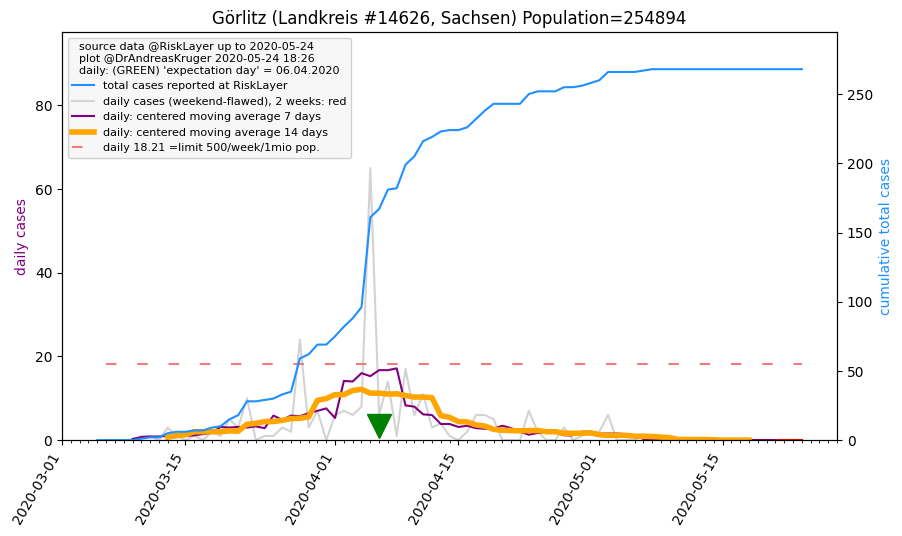 Görlitz (Landkreis #14626, Sachsen) Population=254894
source data @RiskLayer up to 2020-05-24
plot @DrAndreasKruger 2020-05-24 18:26
daily: (GREEN) 'expectation day' = 06.04.2020
total cases reported at RiskLayer
daily cases (weekend-flawed), 2 weeks: red
daily: centered moving average 7 days
daily: centered moving average 14 days
daily 18.21 =limit 500/week/1mio pop.
daily cases
80
60
40
20
0
250
200
150
100
50
0
cumulative total cases
2020-03-01
2020-03-15
2020-04-01
2020-04-15
2020-05-01
2020-05-15